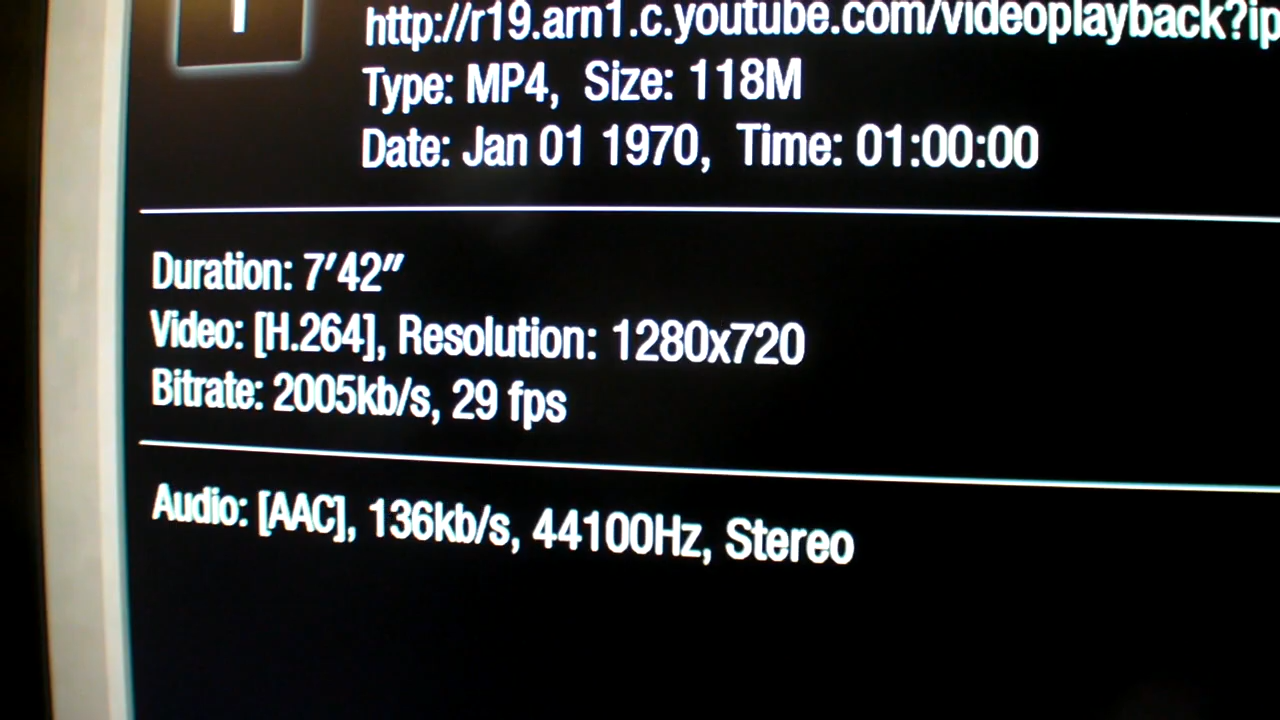 http://r19.arn1.c.youtube.com/videoplayback?ip
Type: MP4, Size: 118M
Date: Jan 01 1970, Time: 01:00:00
Duration: 7'42"
Video: [H.264], Resolution: 1280x720
Bitrate: 2005kb/s, 29 fps
Audio: [AAC], 136kb/s, 44100Hz, Stereo